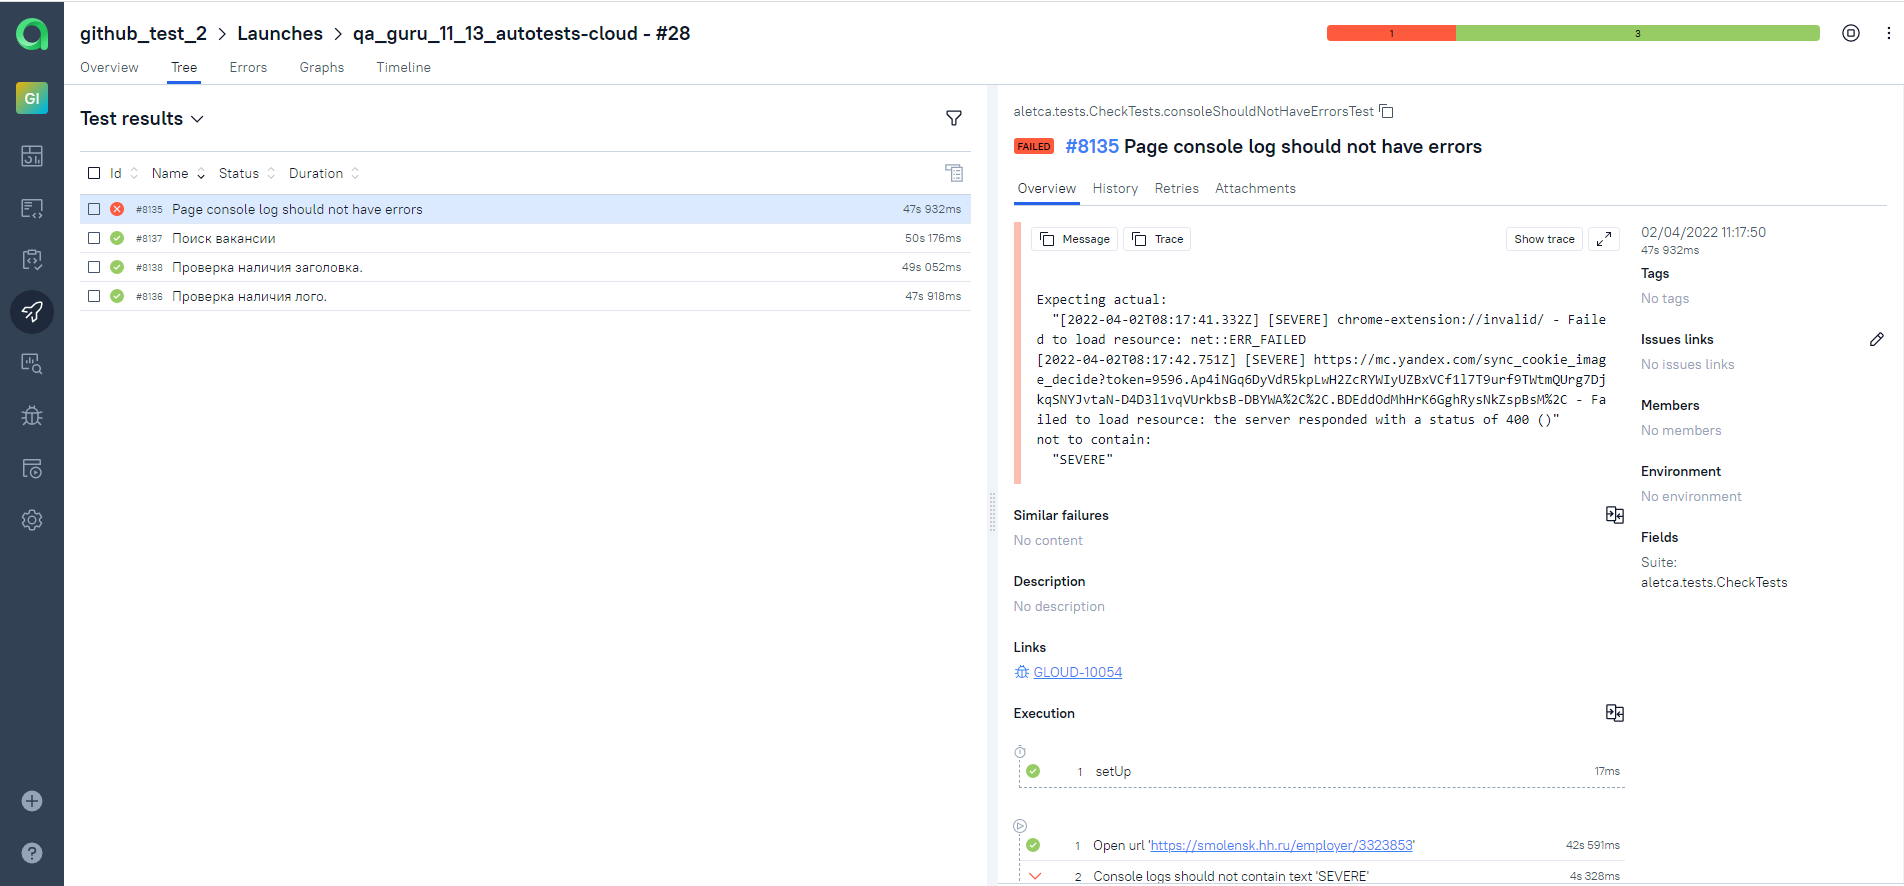 github_test_2 > Launches > qa_guru_11_13_autotests-cloud - #28
1 3
Overview Tree Errors Graphs Timeline
GI
Test results
Id Name Status Duration
#8135 Page console log should not have errors 47s 932ms
#8137 Поиск вакансии 50s 176ms
#8138 Проверка наличия заголовка. 49s 052ms
#8136 Проверка наличия лого. 47s 918ms
aletca.tests.CheckTests.consoleShouldNotHaveErrorsTest
FAILED #8135 Page console log should not have errors
Overview History Retries Attachments
Message Trace Show trace
Expecting actual:
"[2022-04-02T08:17:41.332Z] [SEVERE] chrome-extension://invalid/ - Faile
d to load resource: net::ERR_FAILED
[2022-04-02T08:17:42.751Z] [SEVERE] https://mc.yandex.com/sync_cookie_imag
e_decide?token=9596.Ap4iNGq6DyVdR5kpLwH2ZcRYWIyUZBxVCf1l7T9urf9TWtmQUrg7Dj
kqSNYJvtaN-D4D3l1vqVUrkbsB-DBYWA%2C%2C.BDEddOdMhHrK6GghRysNkZspBsM%2C - Fa
iled to load resource: the server responded with a status of 400 ()"
not to contain:
"SEVERE"
Similar failures
No content
Description
No description
Links
GLOUD-10054
Execution
1 setUp 17ms
1 Open url 'https://smolensk.hh.ru/employer/3323853' 42s 591ms
2 Console logs should not contain text 'SEVERE' 4s 328ms
02/04/2022 11:17:50
47s 932ms
Tags
No tags
Issues links
No issues links
Members
No members
Environment
No environment
Fields
Suite:
aletca.tests.CheckTests